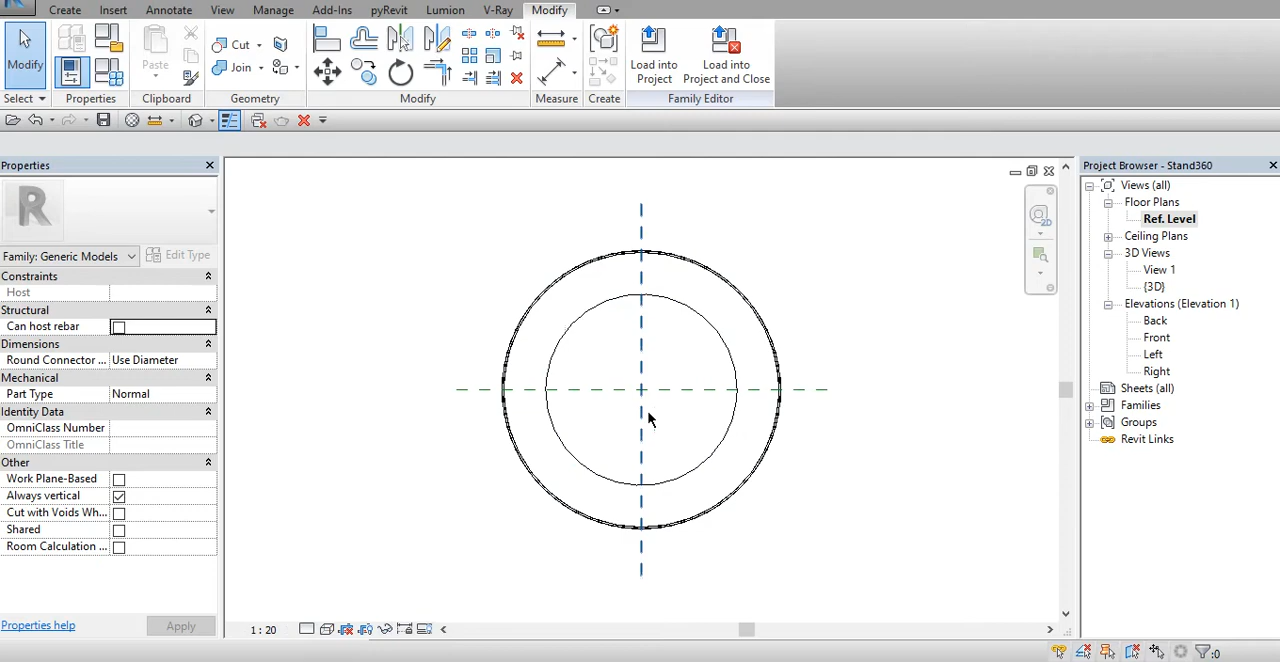 Create Insert Annotate View Manage Add-Ins pyRevit Lumion V-Ray Modify
Modify
Paste
Cut
Join
Load into
Project
Load into
Project and Close
Select Properties Clipboard Geometry Modify Measure Create Family Editor
Properties
R
Family: Generic Models
Edit Type
Constraints
Host
Structural
Can host rebar
Dimensions
Round Connector ... Use Diameter
Mechanical
Part Type Normal
Identity Data
OmniClass Number
OmniClass Title
Other
Work Plane-Based
Always vertical
Cut with Voids Wh...
Shared
Room Calculation ...
Properties help
Apply
2D
1 : 20
Project Browser - Stand360
Views (all)
Floor Plans
Ref. Level
Ceiling Plans
3D Views
View 1
{3D}
Elevations (Elevation 1)
Back
Front
Left
Right
Sheets (all)
Families
Groups
Revit Links
:0